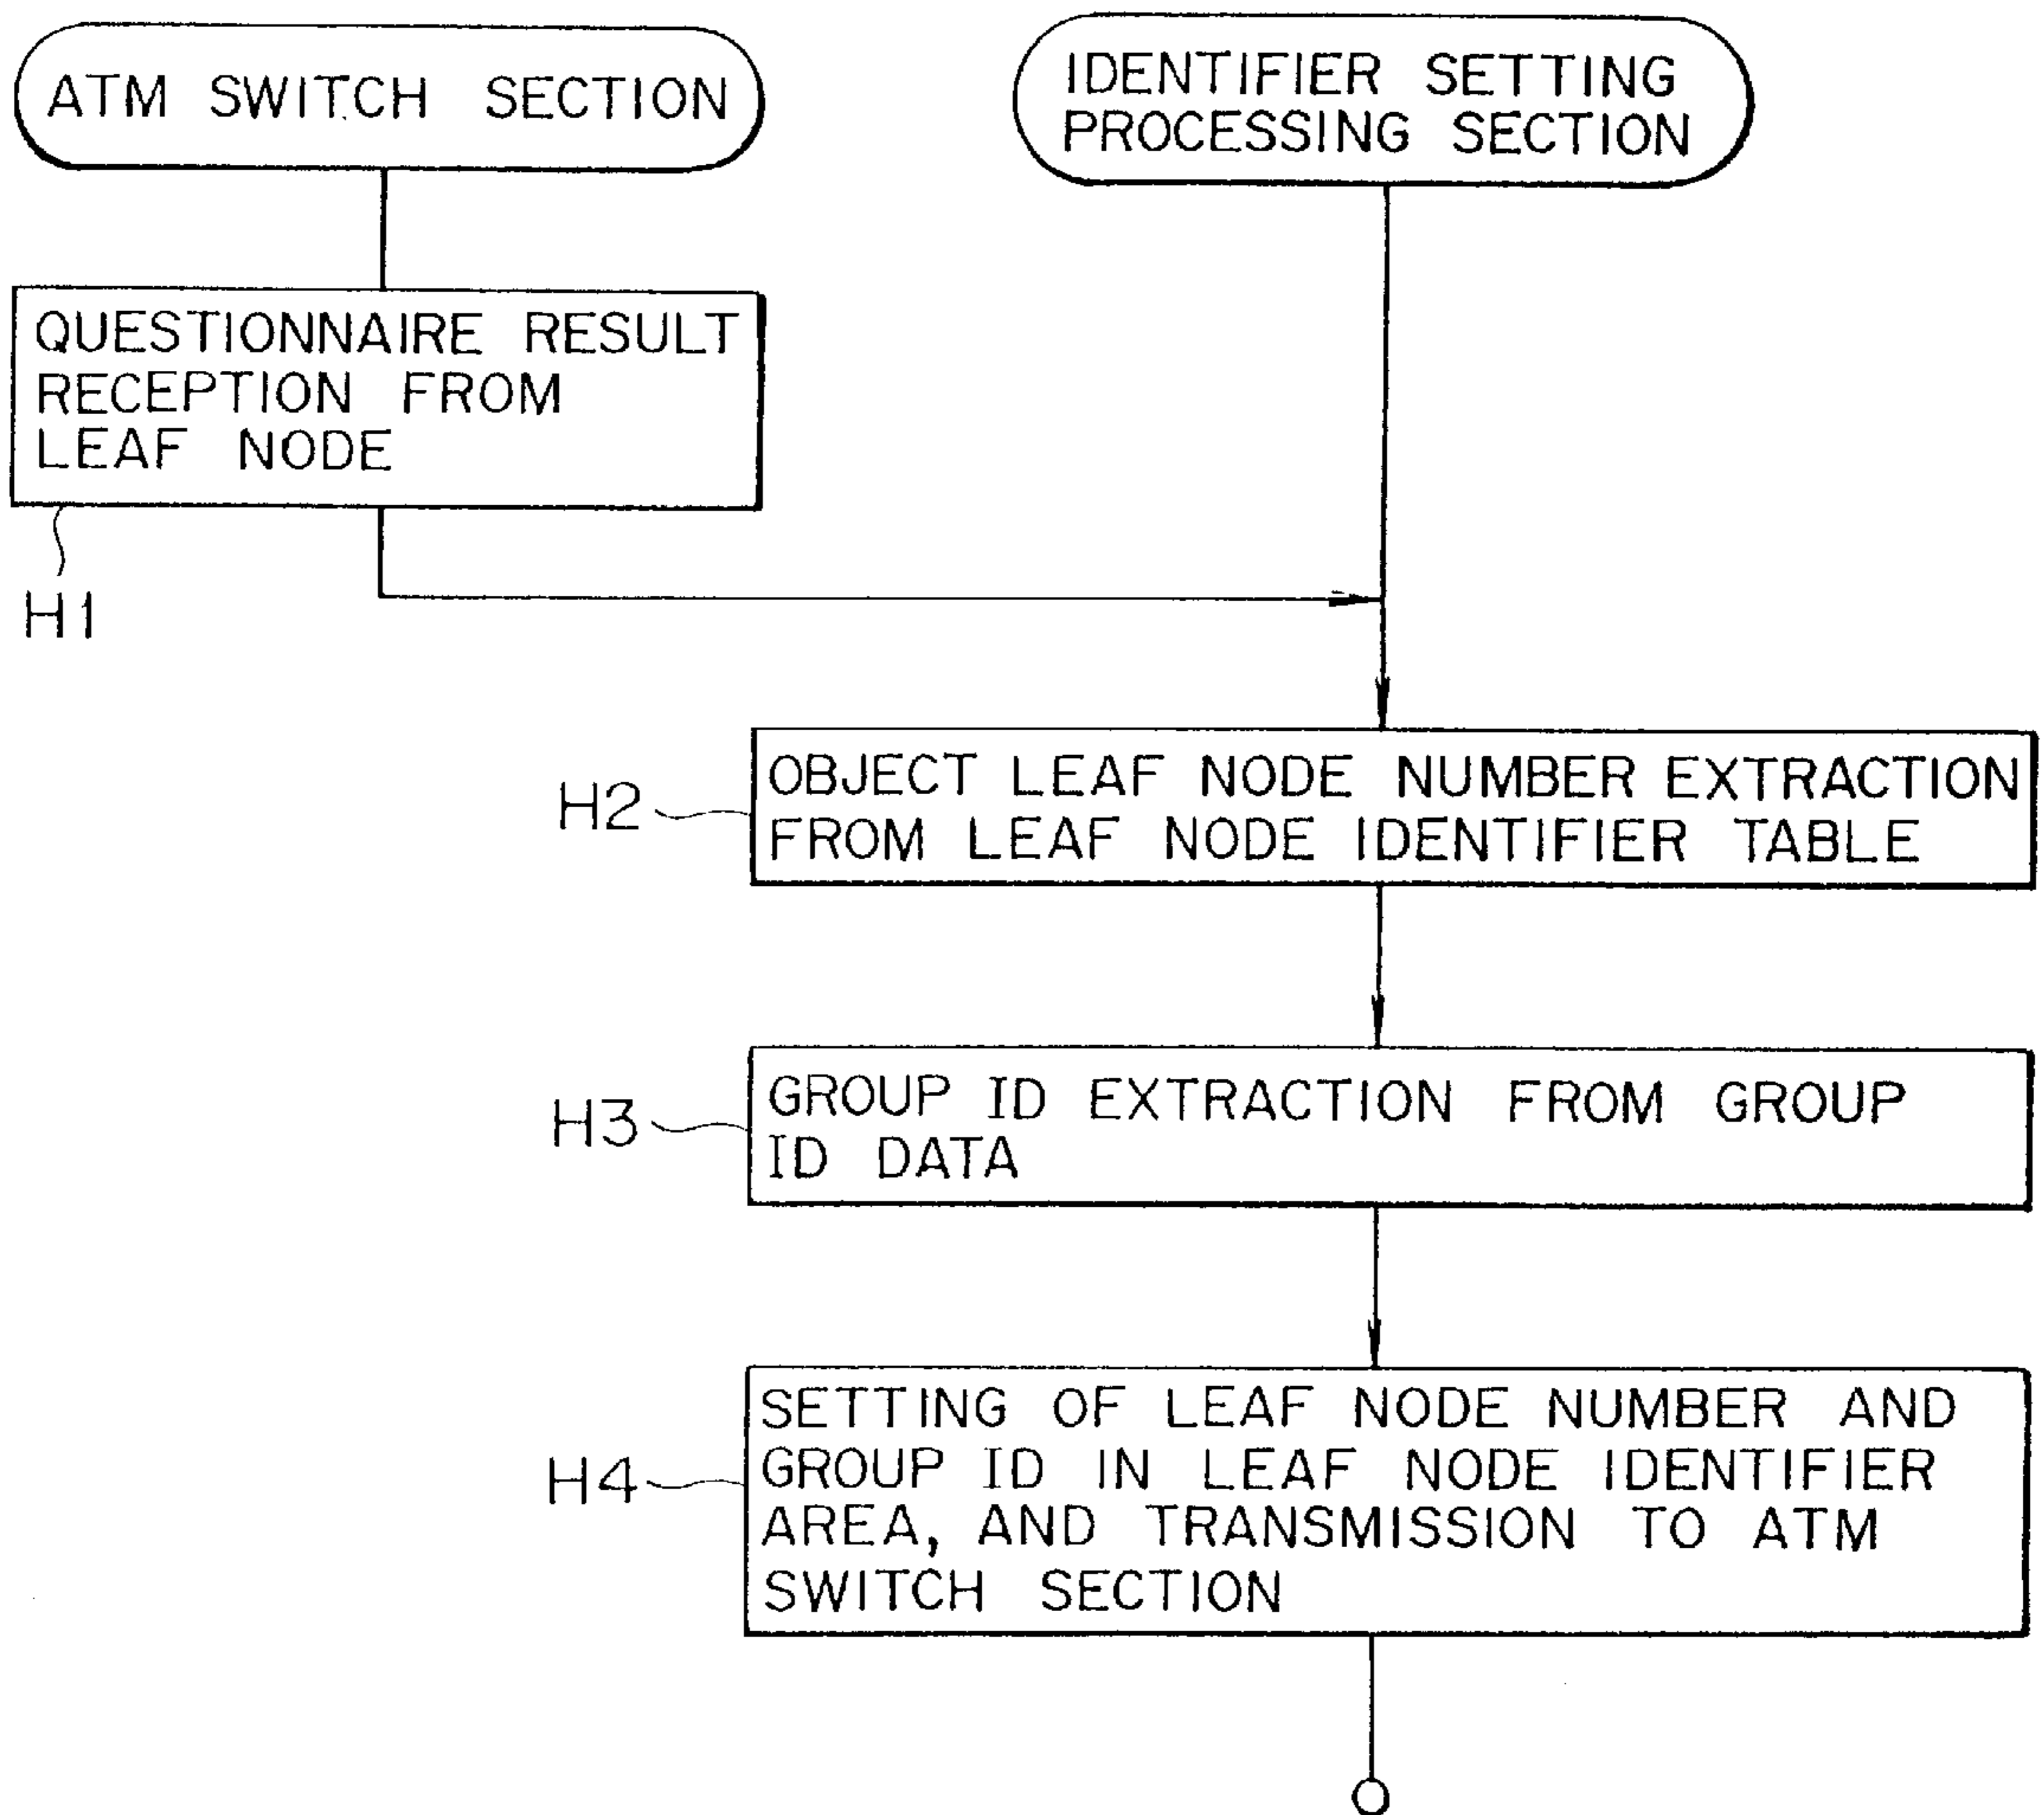 ATM SWITCH SECTION
IDENTIFIER SETTING
PROCESSING SECTION
QUESTIONNAIRE RESULT
RECEPTION FROM
LEAF NODE
H1
H2
OBJECT LEAF NODE NUMBER EXTRACTION
FROM LEAF NODE IDENTIFIER TABLE
H3
GROUP ID EXTRACTION FROM GROUP
ID DATA
H4
SETTING OF LEAF NODE NUMBER AND
GROUP ID IN LEAF NODE IDENTIFIER
AREA, AND TRANSMISSION TO ATM
SWITCH SECTION